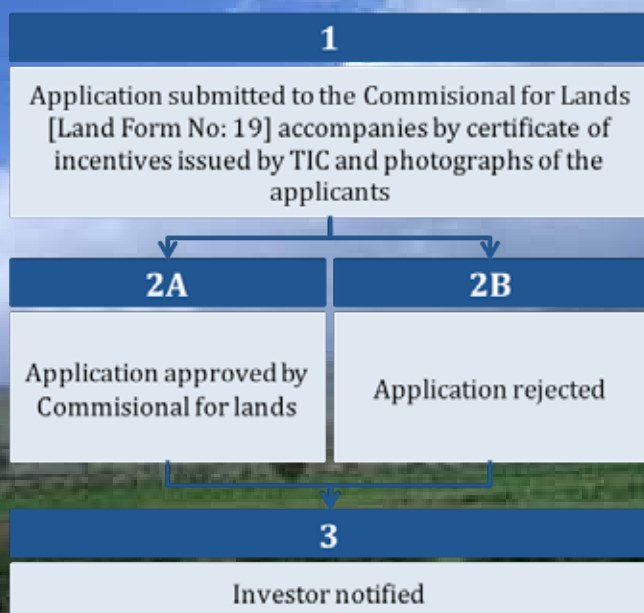 1
Application submitted to the Commisional for Lands
[Land Form No: 19] accompanies by certificate of
incentives issued by TIC and photographs of the
applicants
2A
2B
Application approved by
Commisional for lands
Application rejected
3
Investor notified